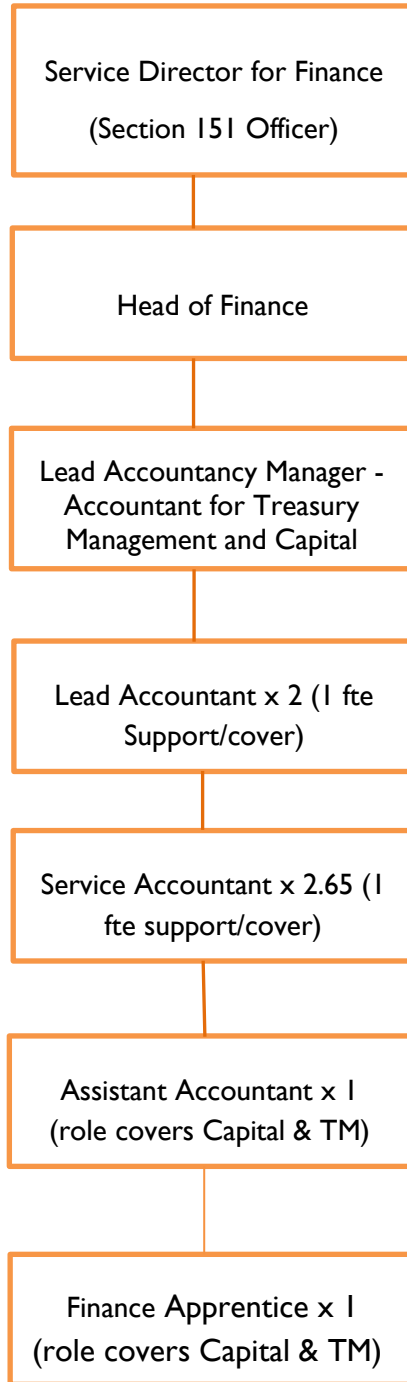 Service Director for Finance
(Section 151 Officer)
Head of Finance
Lead Accountancy Manager -
Accountant for Treasury
Management and Capital
Lead Accountant x 2 (1 fte
Support/cover)
Service Accountant x 2.65 (1
fte support/cover)
Assistant Accountant x 1
(role covers Capital & TM)
Finance Apprentice x 1
(role covers Capital & TM)